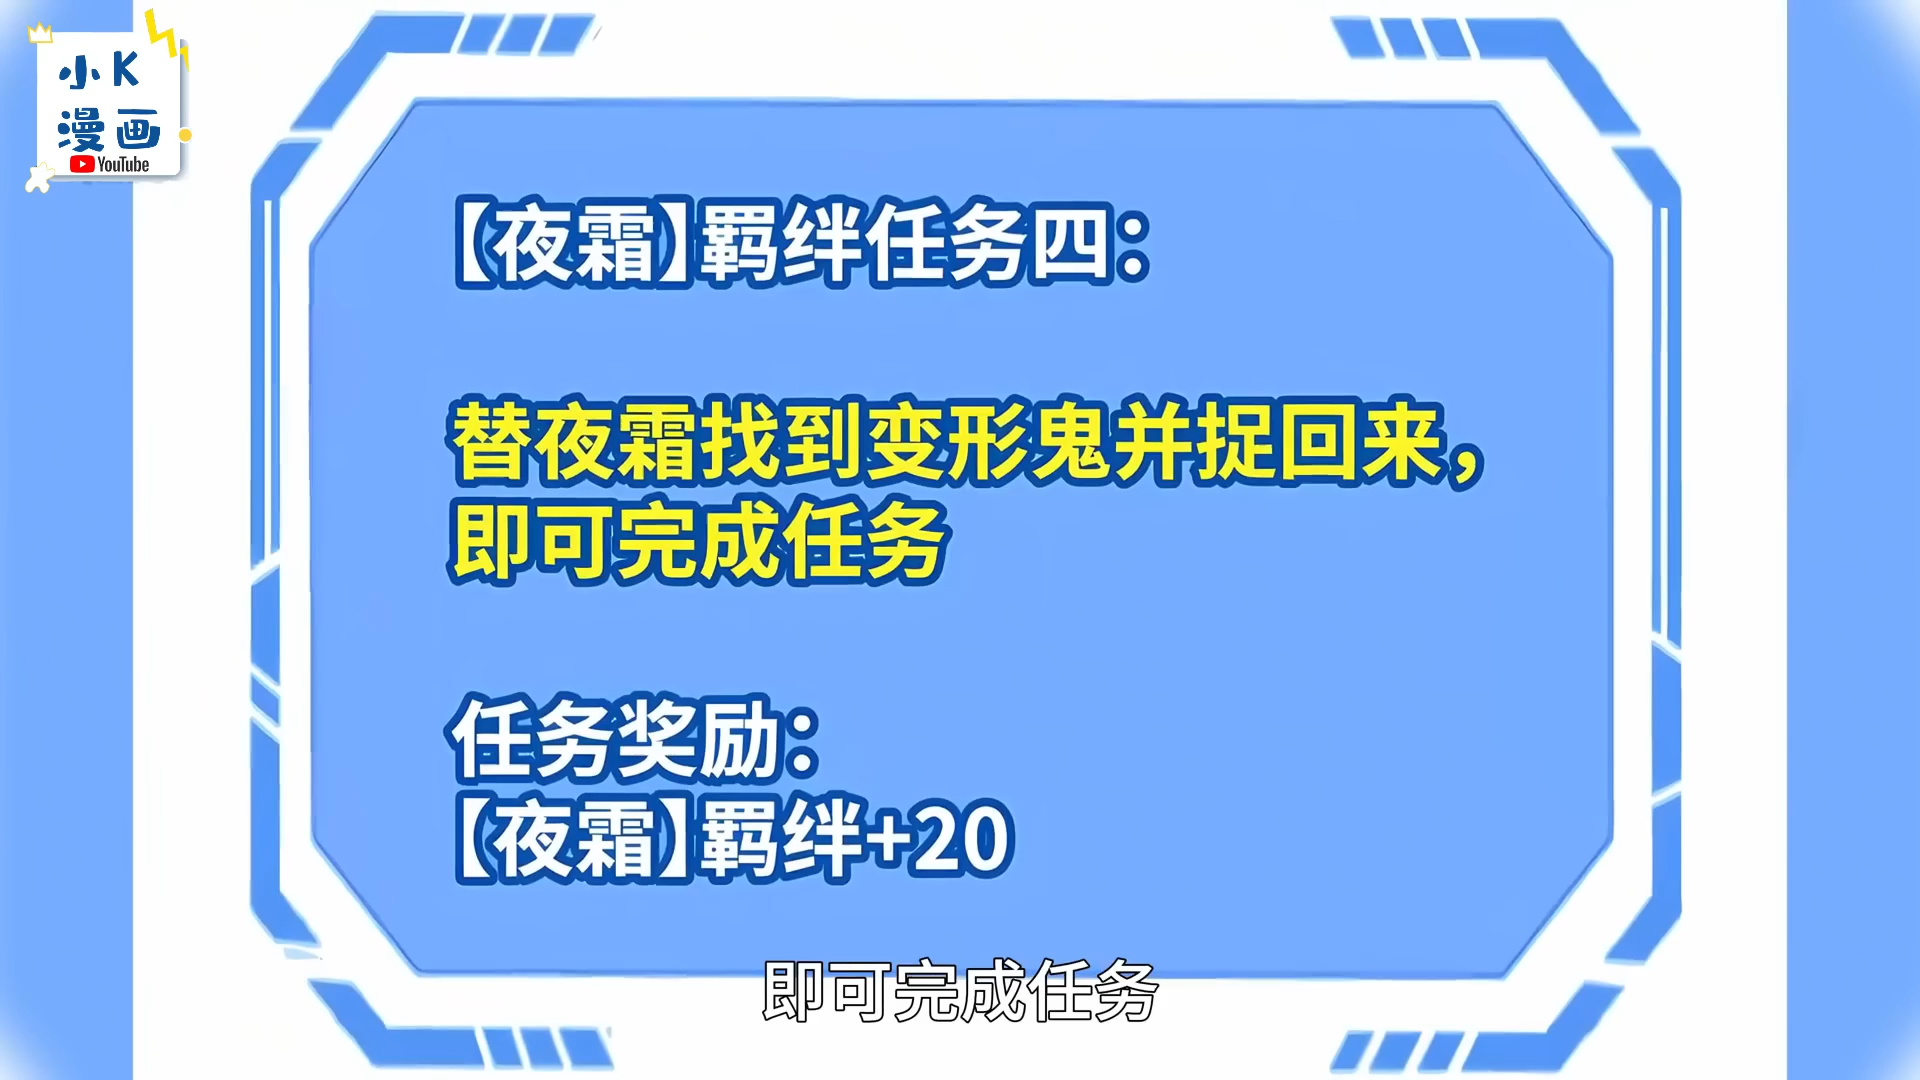 小K
漫画
YouTube
【夜霜】羁绊任务四：
替夜霜找到变形鬼并捉回来，
即可完成任务
任务奖励：
【夜霜】羁绊+20
即可完成任务